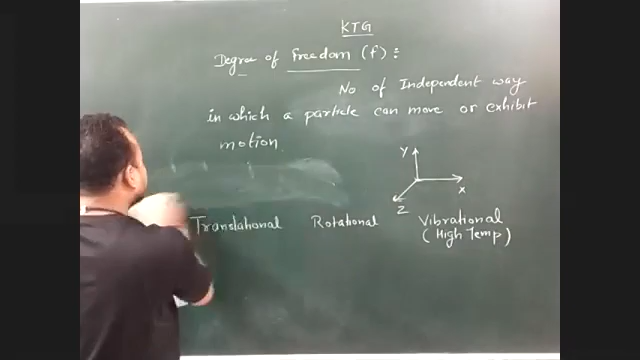 KTG
Degree of Freedom (f) :
No of Independent way
in which a particle can move or exhibit
motion.
Y
X
Z
Translational Rotational Vibrational
(High Temp)